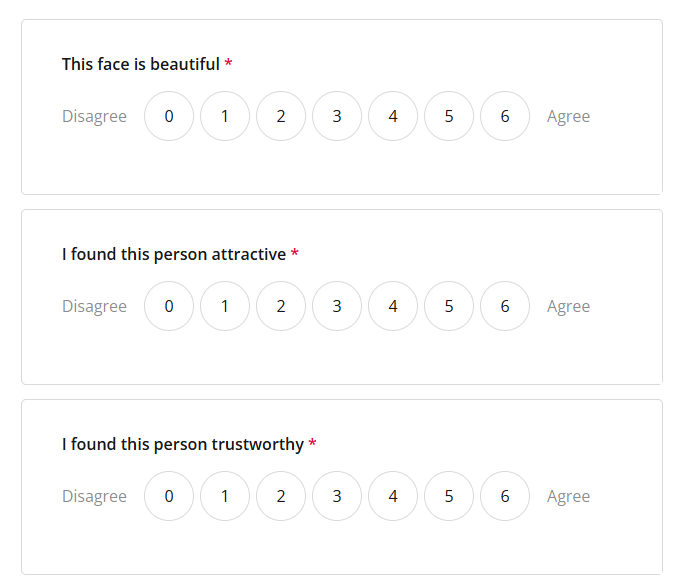 This face is beautiful *
Disagree 0 1 2 3 4 5 6 Agree
I found this person attractive *
Disagree 0 1 2 3 4 5 6 Agree
I found this person trustworthy *
Disagree 0 1 2 3 4 5 6 Agree